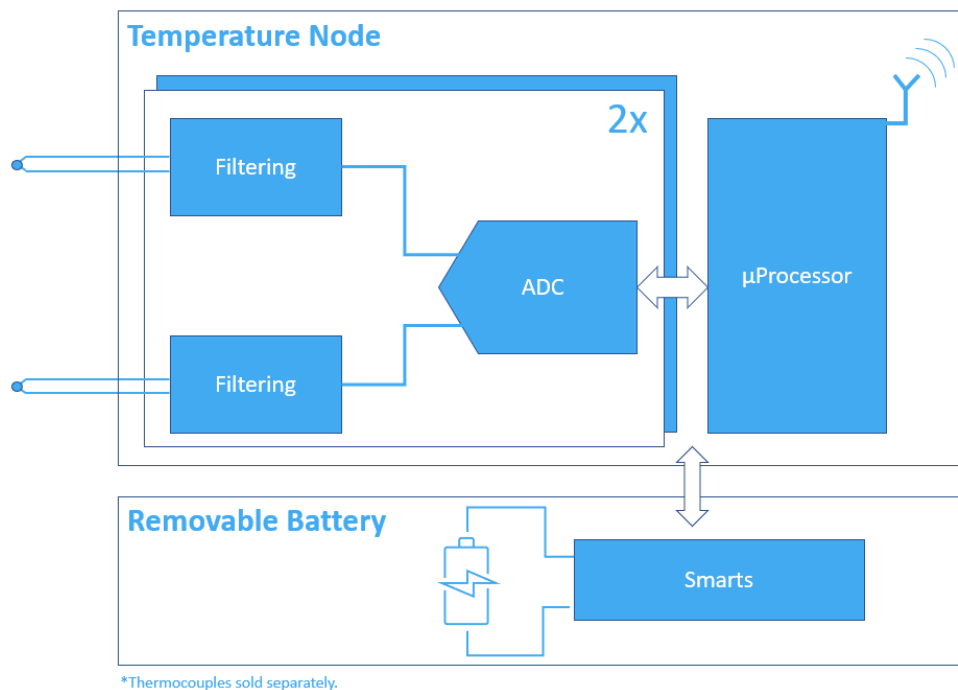 Temperature Node
2x
Filtering
ADC
µProcessor
Filtering
Removable Battery
Smarts
*Thermocouples sold separately.